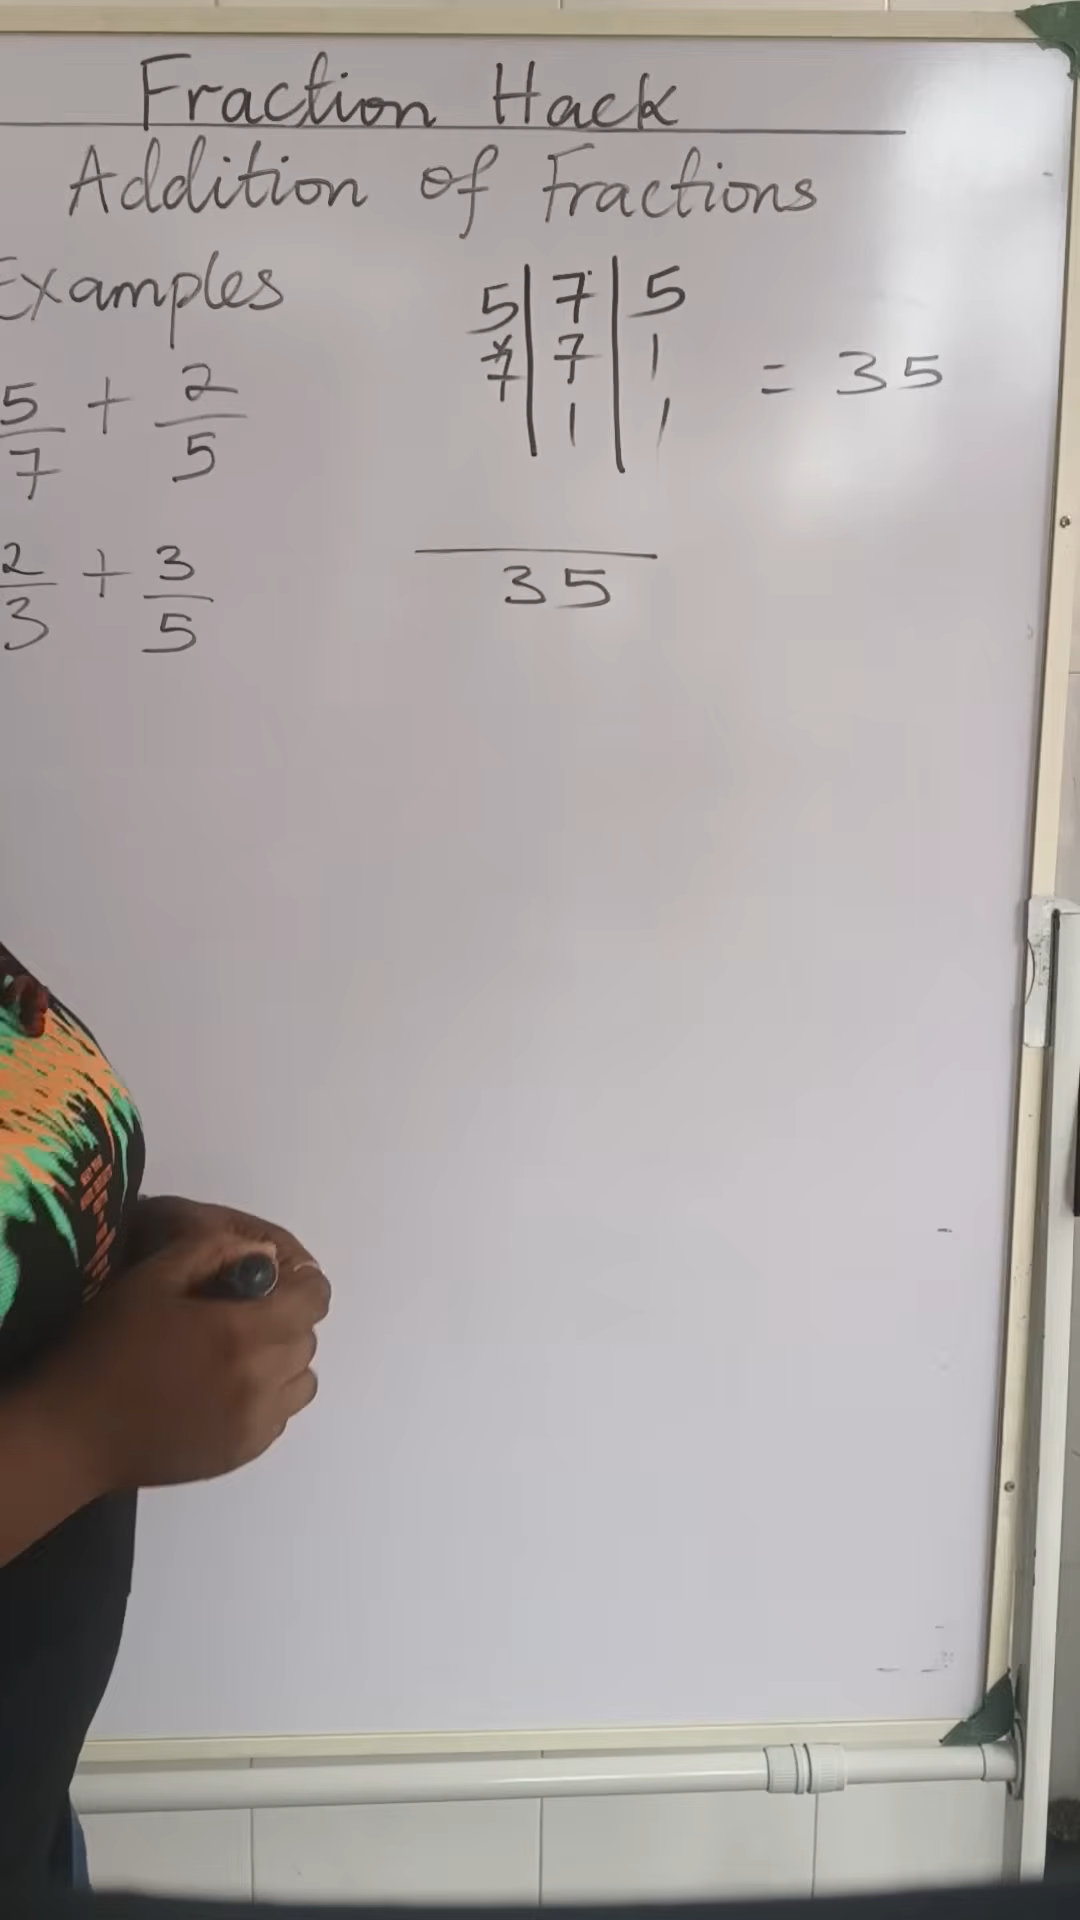 Fraction Hack
Addition of Fractions
Examples
5/7 + 2/5
2/3 + 3/5
5 | 7 | 5
× 7 | 7 | 1
1 | 1
= 35
35